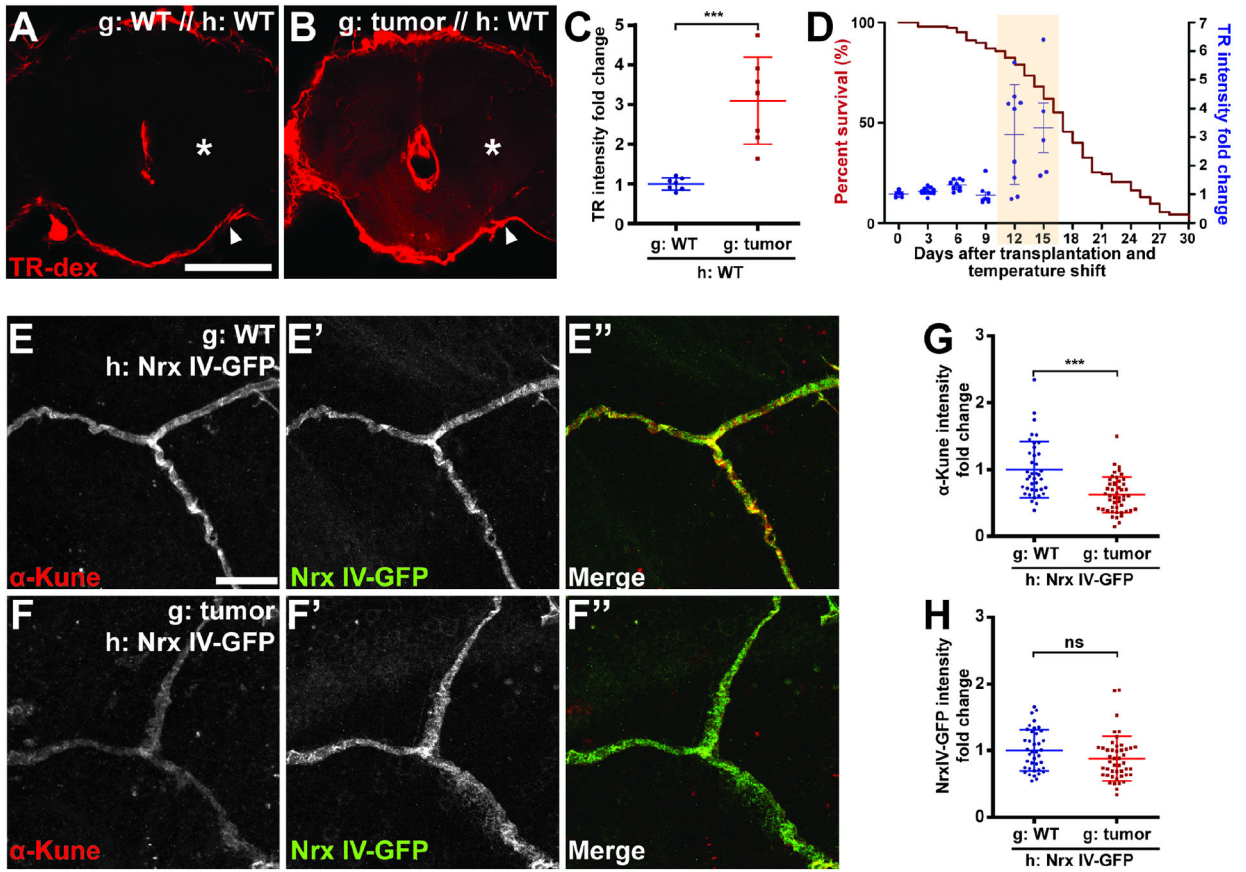 A
g: WT // h: WT
*
TR-dex
B
g: tumor // h: WT
*
C
TR intensity fold change
5
4
3
2
1
0
***
g: WT
g: tumor
h: WT
D
Percent survival (%)
100
50
0
TR intensity fold change
7
6
5
4
3
2
1
0
0 3 6 9 12 15 18 21 24 27 30
Days after transplantation and
temperature shift
E
g: WT
h: Nrx IV-GFP
α-Kune
E’
Nrx IV-GFP
E’’
Merge
F
g: tumor
h: Nrx IV-GFP
α-Kune
F’
Nrx IV-GFP
F’’
Merge
G
α-Kune intensity
fold change
3
2
1
0
***
g: WT
g: tumor
h: Nrx IV-GFP
H
NrxIV-GFP intensity
fold change
3
2
1
0
ns
g: WT
g: tumor
h: Nrx IV-GFP